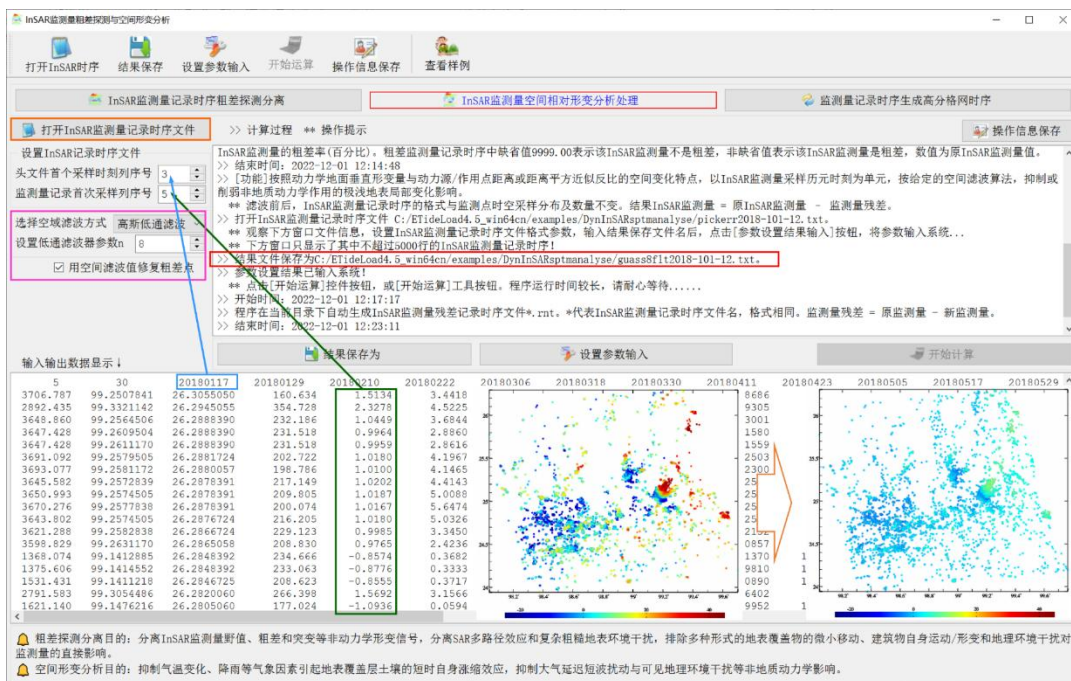 InSAR监测量粗差探测与空间形变分析
打开InSAR时序 结果保存 设置参数输入 开始运算 操作信息保存 查看样例
InSAR监测量记录时序粗差探测分离 InSAR监测量空间相对形变分析处理 监测量记录时序生成高分格网时序
打开InSAR监测量记录时序文件 >> 计算过程 ** 操作提示 操作信息保存
设置InSAR记录时序文件
头文件首个采样时刻列序号 3
监测量记录首次采样列序号 5
选择空域滤波方式 高斯低通滤波
设置低通滤波器参数n 8
用空间滤波值修复粗差点
InSAR监测量的粗差率(百分比)。粗差监测量记录时序中缺省值9999.00表示该InSAR监测量不是粗差，非缺省值表示该InSAR监测量是粗差，数值为原InSAR监测量值。
>> 结束时间：2022-12-01 12:14:48
>> [功能]按照动力学地面垂直形变量与动力源/作用点距离或距离平方近似反比的空间变化特点，以InSAR监测量采样历元时刻为单元，按给定的空间滤波算法，抑制或
削弱非地质动力学作用的极浅地表局部变化影响。
** 滤波前后，InSAR监测量记录时序的格式与监测点时空采样分布及数量不变。结果InSAR监测量 = 原InSAR监测量 - 监测量残差。
>> 打开InSAR监测量记录时序文件 C:/ETideLoad4.5_win64cn/examples/DynInSARsptmanalyse/pickerr2018-101-12.txt。
** 观察下方窗口文件信息，设置InSAR监测量记录时序文件格式参数，输入结果保存文件名后，点击[参数设置结果输入]按钮，将参数输入系统...
** 下方窗口只显示了其中不超过5000行的InSAR监测量记录时序！
>> 结果文件保存为C:/ETideLoad4.5_win64cn/examples/DynInSARsptmanalyse/guass8flt2018-101-12.txt。
>> 参数设置结果已输入系统！
** 点击[开始运算]控件按钮，或[开始运算]工具按钮。程序运行时间较长，请耐心等待......
>> 开始时间：2022-12-01 12:17:17
>> 程序在当前目录下自动生成InSAR监测量残差记录时序文件*.rnt。*代表InSAR监测量记录时序文件名，格式相同。监测量残差 = 原监测量 - 新监测量。
>> 结束时间：2022-12-01 12:23:11
输入输出数据显示↓ 结果保存为 设置参数输入 开始计算
5 30 20180117 20180129 20180210 20180222 20180306 20180318 20180330 20180411 20180423 20180505 20180517 20180529
3706.787 99.2507841 26.3055050 160.634 1.5134 3.4418 8686
2892.435 99.3321142 26.2945055 354.728 2.3278 4.5225 9305
3648.860 99.2564506 26.2888390 232.186 1.0449 3.6844 3001
3647.428 99.2609504 26.2888390 231.518 0.9964 2.8860 1580
3647.428 99.2611170 26.2888390 231.518 0.9959 2.8616 1559
3691.092 99.2579505 26.2881724 202.722 1.0180 4.1967 2503
3693.077 99.2581172 26.2880057 198.786 1.0100 4.1465 2300
3645.582 99.2572839 26.2878391 217.149 1.0202 4.4143
3650.993 99.2574505 26.2878391 209.805 1.0187 5.0088
3670.276 99.2577838 26.2878391 200.074 1.0167 5.6474
3643.802 99.2574505 26.2876724 216.205 1.0180 5.0326
3621.288 99.2582838 26.2866724 229.123 0.9985 3.3450
3598.829 99.2631170 26.2865058 208.830 0.9765 2.4236 0857
1368.074 99.1412885 26.2848392 234.666 -0.8574 0.3682 1370 1
1375.606 99.1414552 26.2848392 233.063 -0.8776 0.3333 9810 1
1531.431 99.1411218 26.2846725 208.623 -0.8555 0.3717 0890 1
2791.583 99.3054486 26.2820060 266.398 1.5692 3.1566 6402
1621.140 99.1476216 26.2805060 177.024 -1.0936 0.0594 9952 1
粗差探测分离目的：分离InSAR监测量野值、粗差和突变等非动力学形变信号，分离SAR多路径效应和复杂粗糙地表环境干扰，排除多种形式的地表覆盖物的微小移动、建筑物自身运动/形变和地理环境干扰对
监测量的直接影响。
空间形变分析目的：抑制气温变化、降雨等气象因素引起地表覆盖层土壤的短时自身涨缩效应，抑制大气延迟短波扰动与可见地理环境干扰等非地质动力学影响。